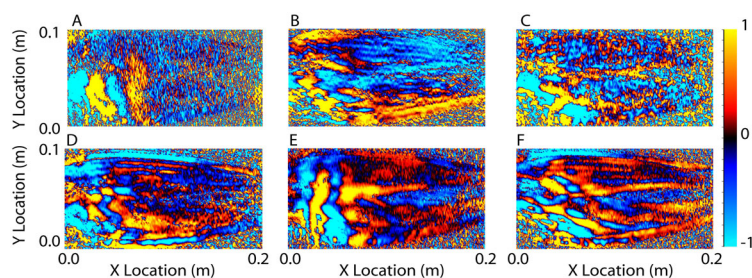 A
B
C
0.1
Y Location (m)
0.0
1
0
-1
D
E
F
0.1
Y Location (m)
0.0
0.0
0.2
0.0
0.2
0.0
0.2
X Location (m)
X Location (m)
X Location (m)